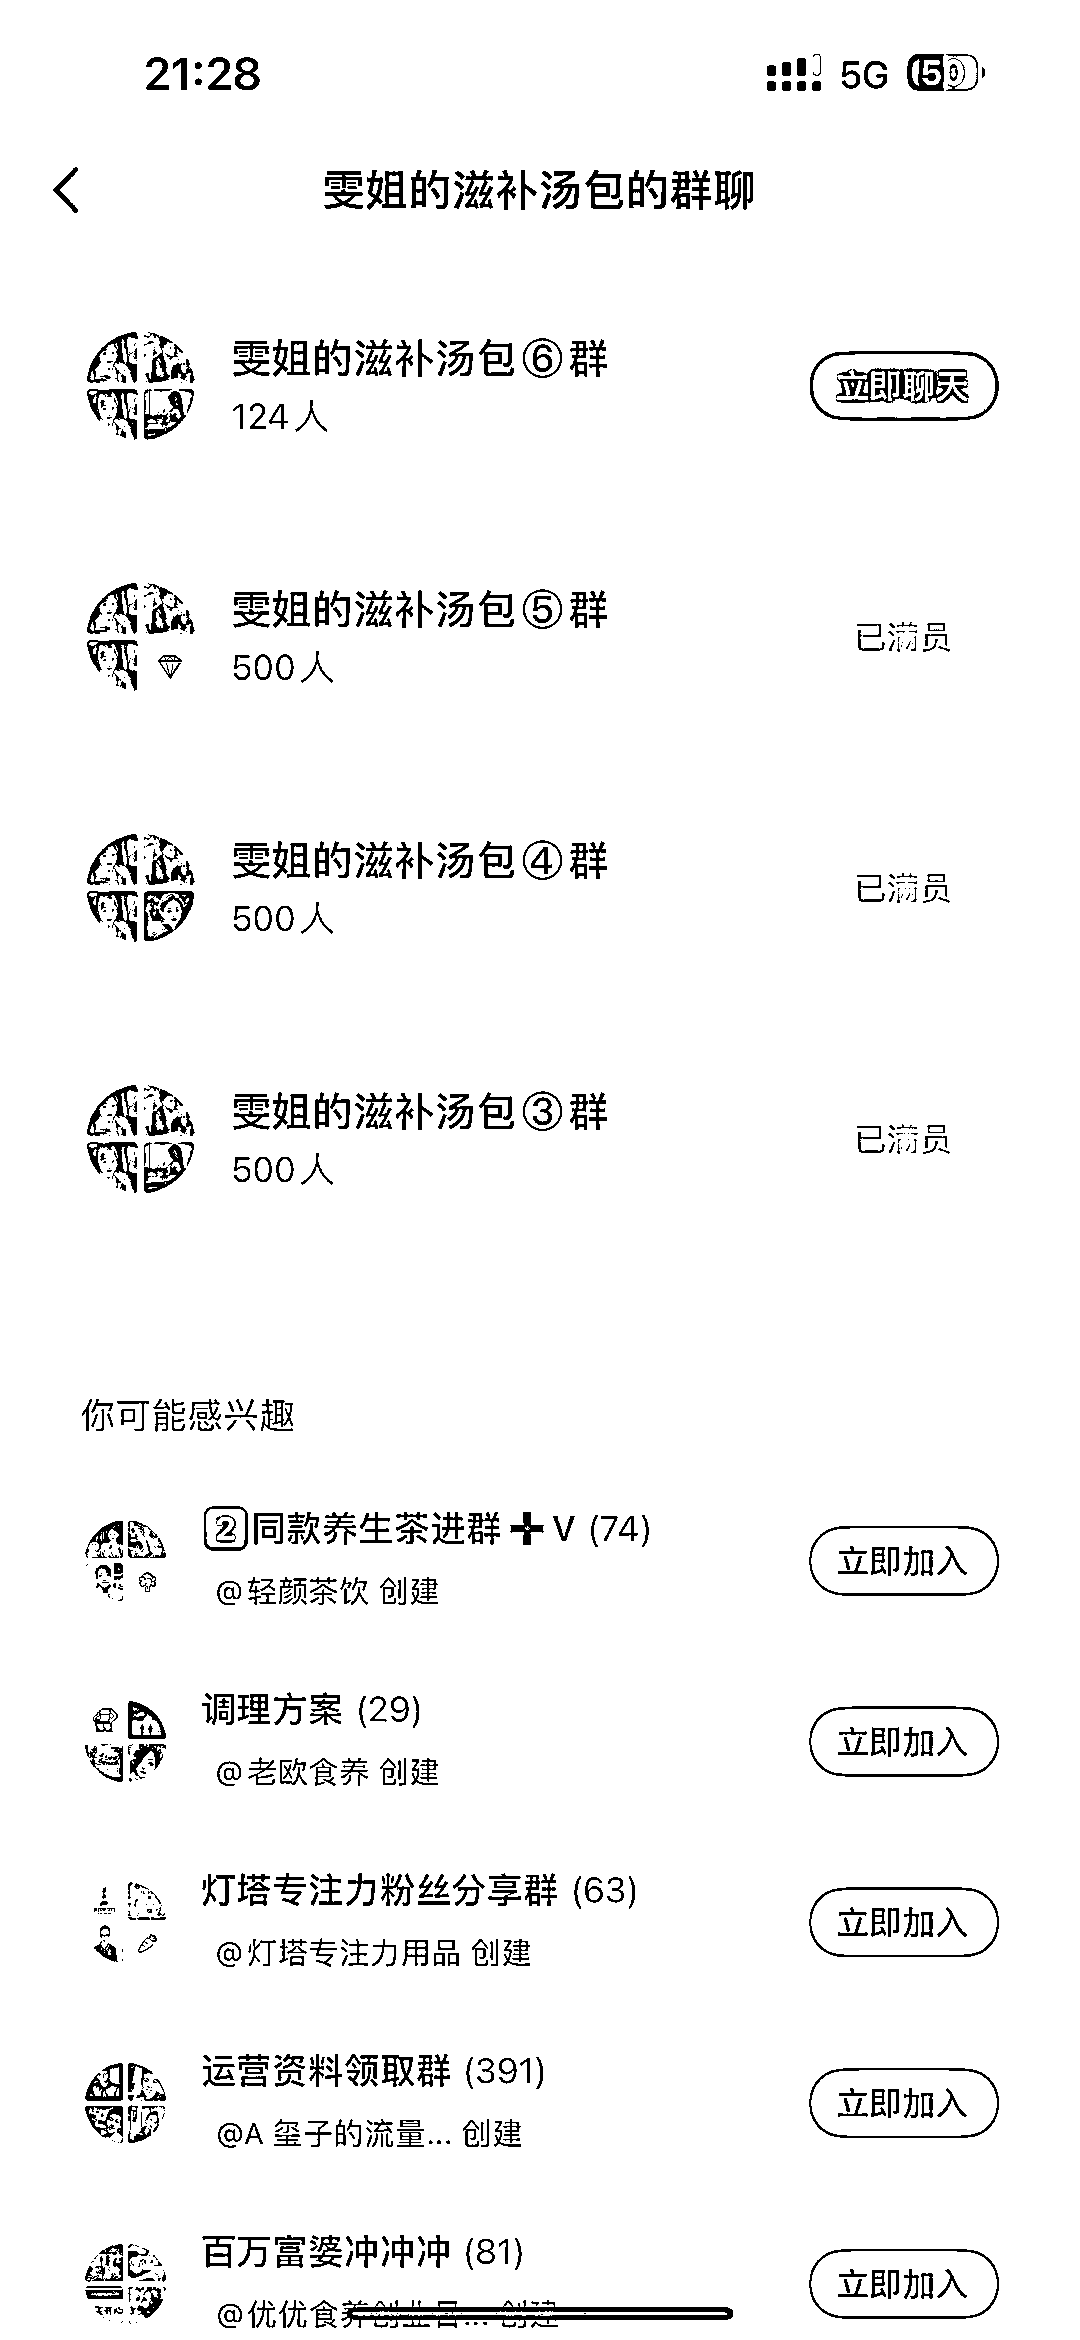 21:28
5G 50
雯姐的滋补汤包的群聊
雯姐的滋补汤包⑥群
124人
立即聊天
雯姐的滋补汤包⑤群
500人
已满员
雯姐的滋补汤包④群
500人
已满员
雯姐的滋补汤包③群
500人
已满员
你可能感兴趣
2️⃣同款养生茶进群➕V (74)
@轻颜茶饮 创建
立即加入
调理方案 (29)
@老欧食养 创建
立即加入
灯塔专注力粉丝分享群 (63)
@灯塔专注力用品 创建
立即加入
运营资料领取群 (391)
@A 玺子的流量... 创建
立即加入
百万富婆冲冲冲 (81)
@优优食养创业日... 创建
立即加入